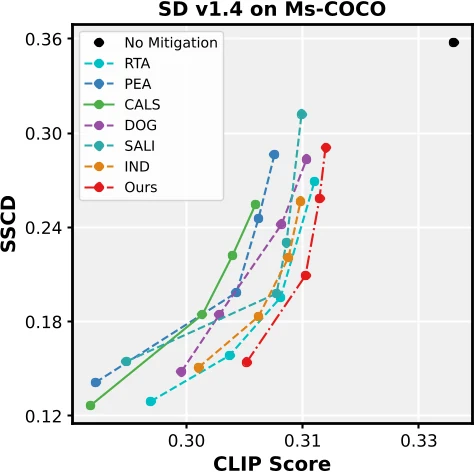 SD v1.4 on Ms-COCO
0.36
0.30
0.24
0.18
0.12
SSCD
No Mitigation
RTA
PEA
CALS
DOG
SALI
IND
Ours
0.30
0.31
0.33
CLIP Score